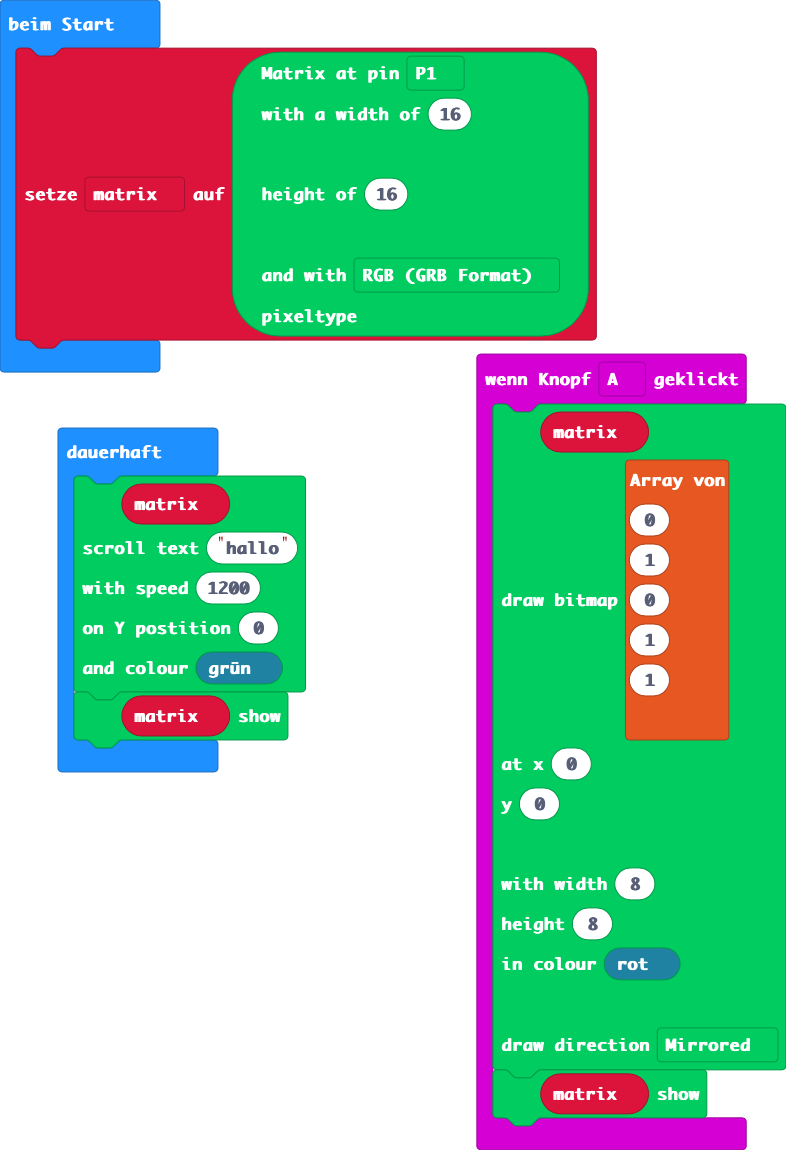 beim Start
setze matrix auf
Matrix at pin P1
with a width of 16
height of 16
and with RGB (GRB Format)
pixeltype
dauerhaft
matrix
scroll text "hallo"
with speed 1200
on Y postition 0
and colour grün
matrix show
wenn Knopf A geklickt
matrix
draw bitmap
Array von
0
1
0
1
1
at x 0
y 0
with width 8
height 8
in colour rot
draw direction Mirrored
matrix show